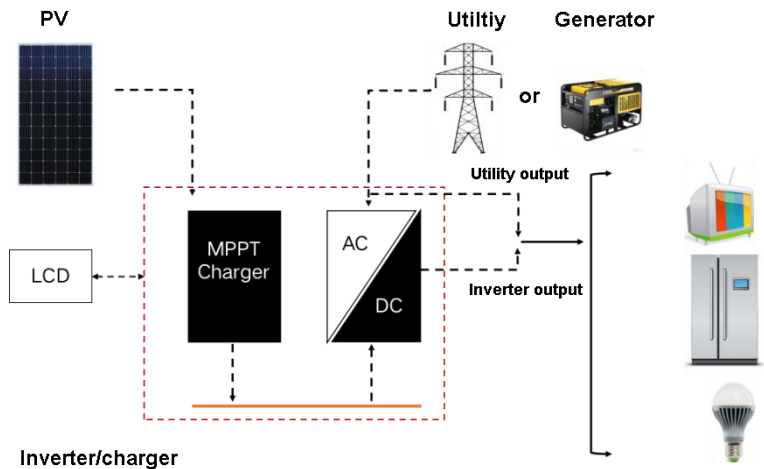 PV
Utiltiy
Generator
or
Utility output
MPPT
Charger
AC
DC
LCD
Inverter output
Inverter/charger